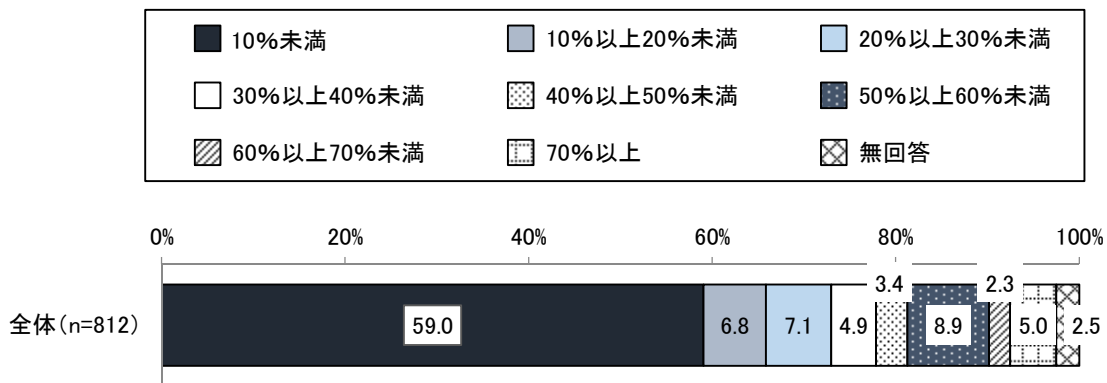 10%未満 10%以上20%未満 20%以上30%未満
30%以上40%未満 40%以上50%未満 50%以上60%未満
60%以上70%未満 70%以上 無回答
0% 20% 40% 60% 80% 100%
3.4 2.3
全体(n=812) 59.0 6.8 7.1 4.9 8.9 5.0 2.5